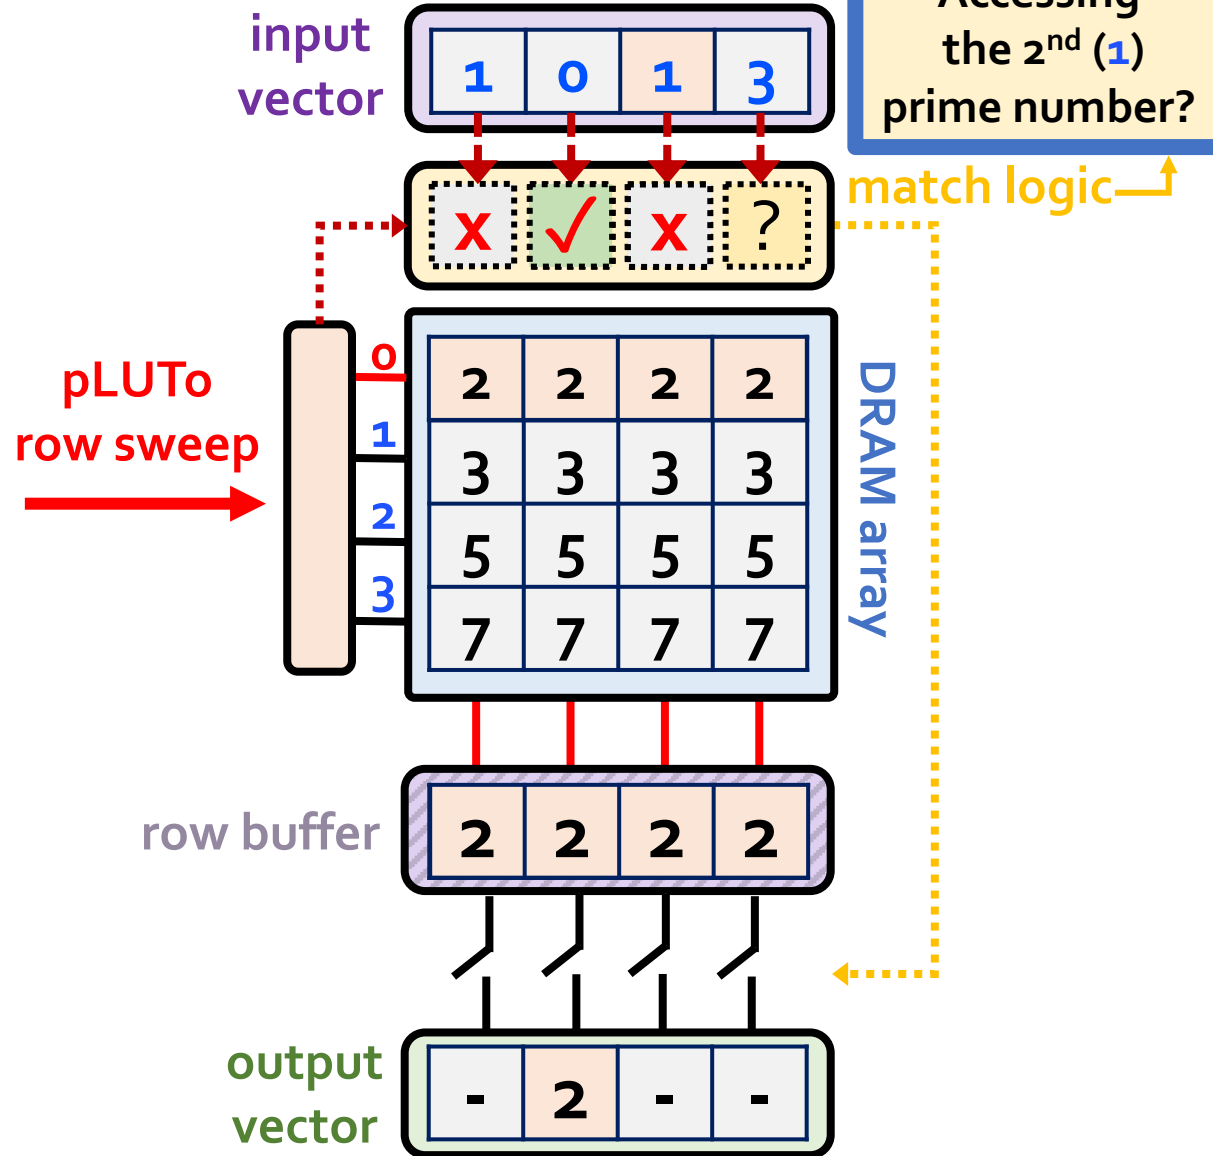 input
vector
1 0 1 3
Accessing
the 2nd (1)
prime number?
match logic
x ✓ x ?
pLUTo
row sweep
0
1
2
3
2 2 2 2
3 3 3 3
5 5 5 5
7 7 7 7
DRAM array
row buffer
2 2 2 2
output
vector
- 2 - -